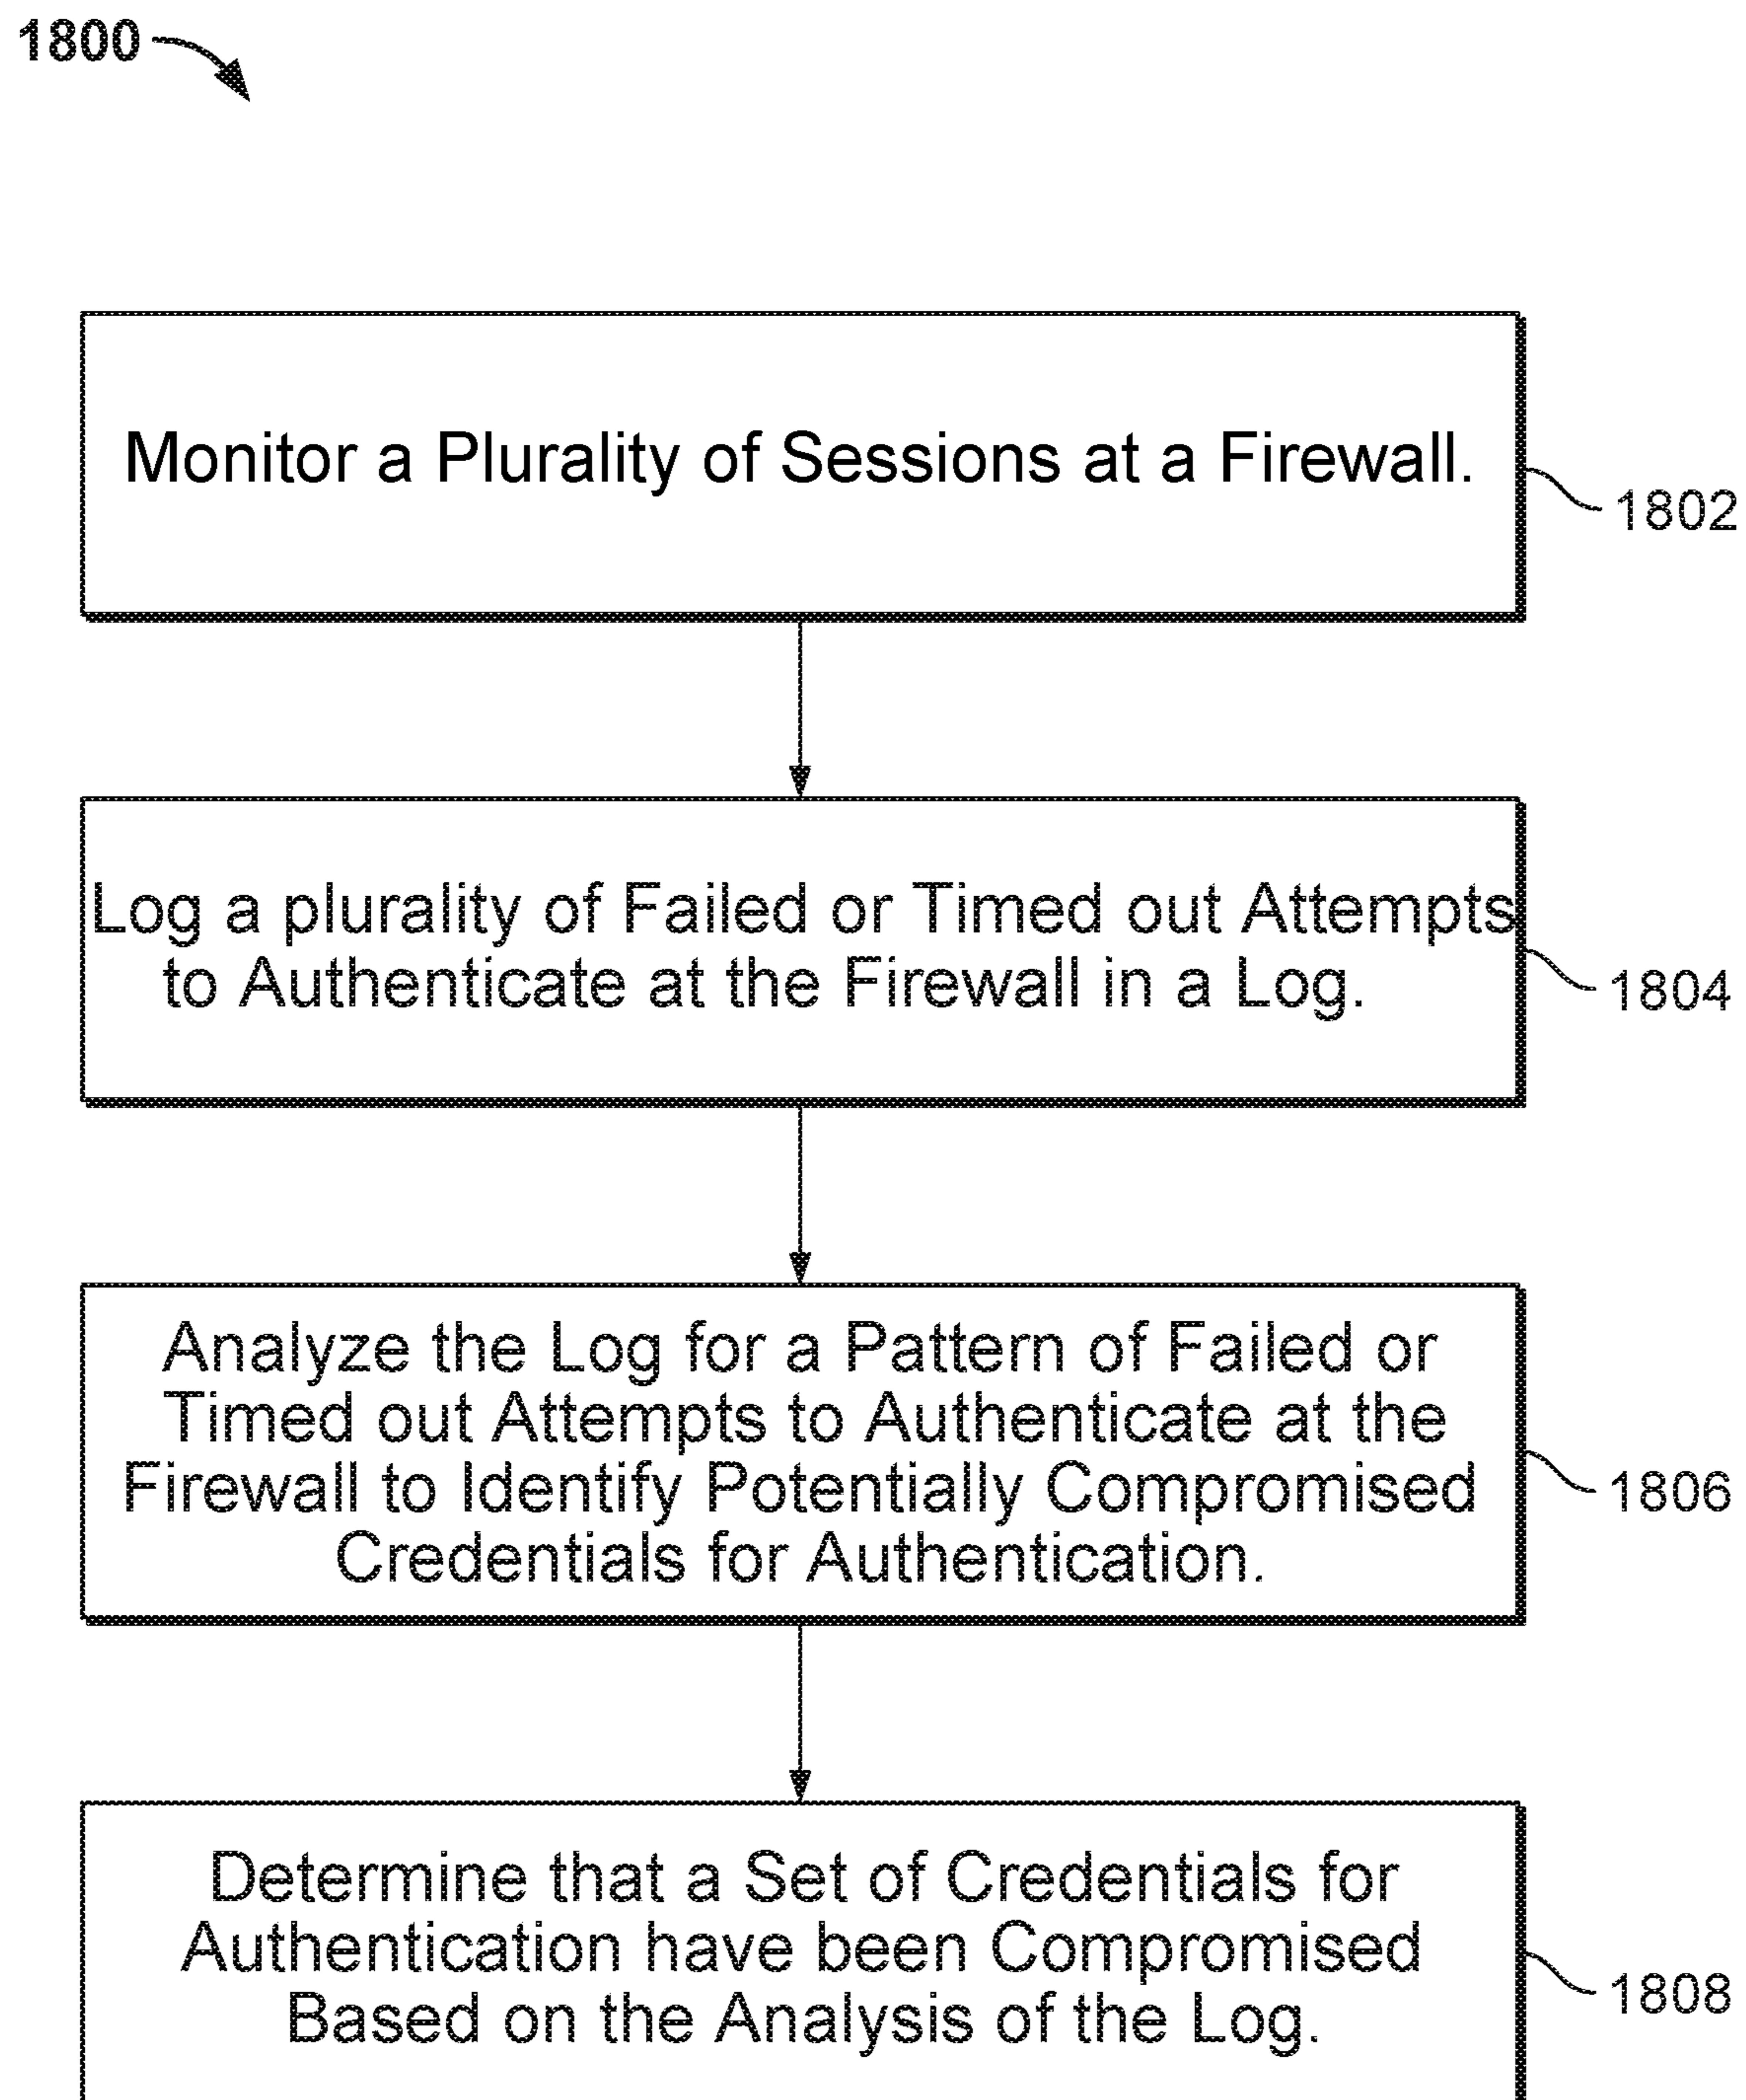 1800
Monitor a Plurality of Sessions at a Firewall.
1802
Log a plurality of Failed or Timed out Attempts
to Authenticate at the Firewall in a Log.
1804
Analyze the Log for a Pattern of Failed or
Timed out Attempts to Authenticate at the
Firewall to Identify Potentially Compromised
Credentials for Authentication.
1806
Determine that a Set of Credentials for
Authentication have been Compromised
Based on the Analysis of the Log.
1808